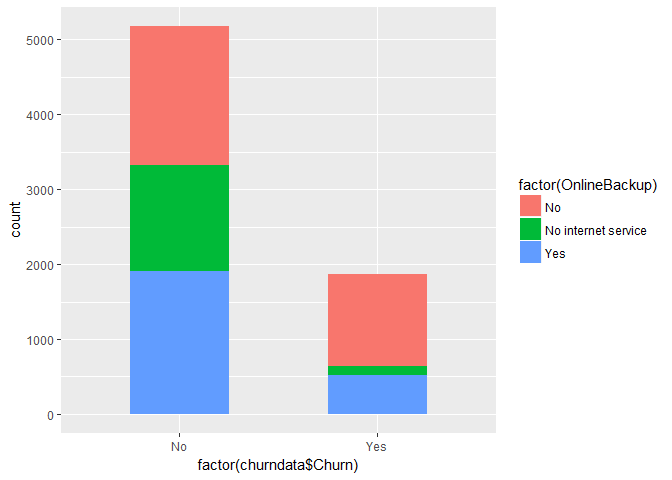 5000
4000
3000
2000
1000
0
count
No
Yes
factor(churndata$Churn)
factor(OnlineBackup)
No
No internet service
Yes